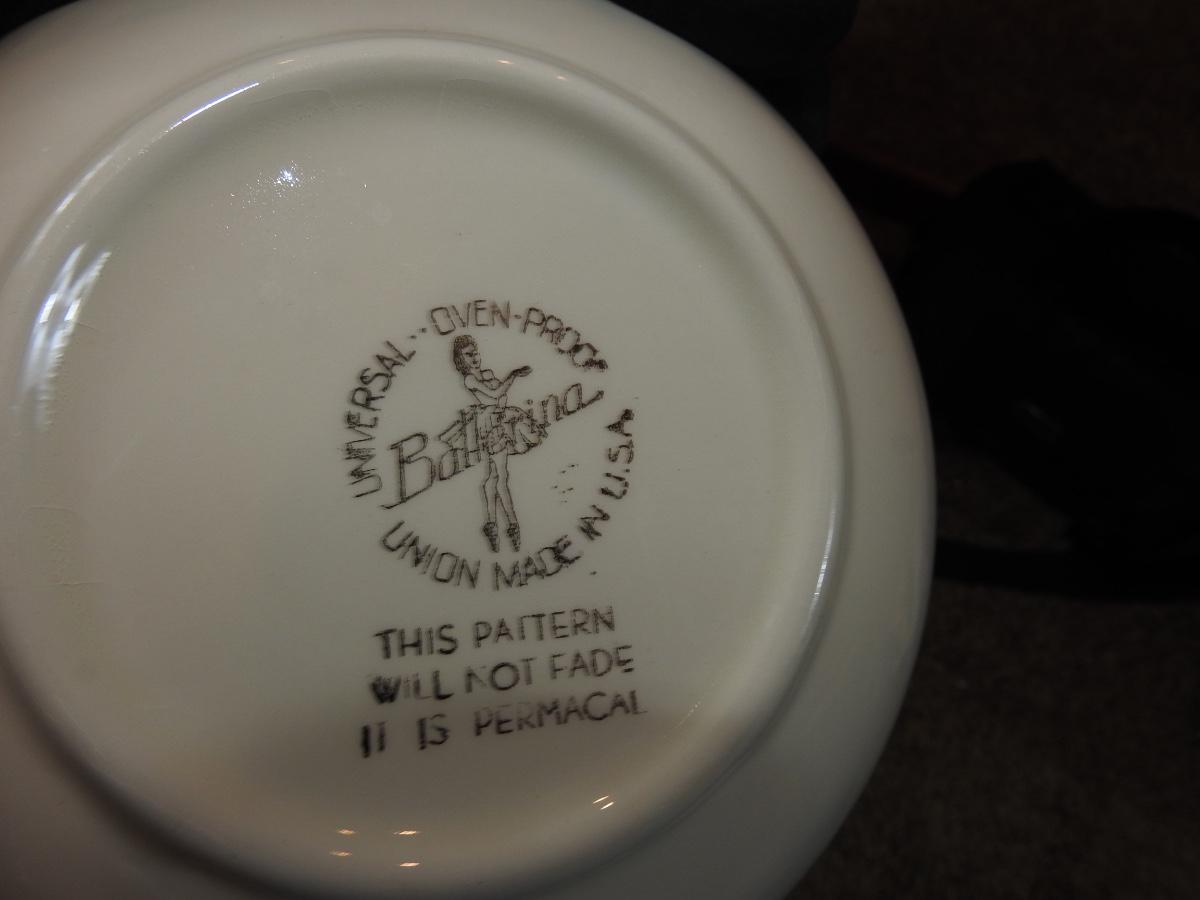 UNIVERSAL··OVEN-PROOF
Ballerina
UNION MADE IN U.S.A
THIS PATTERN
WILL NOT FADE
IT IS PERMACAL